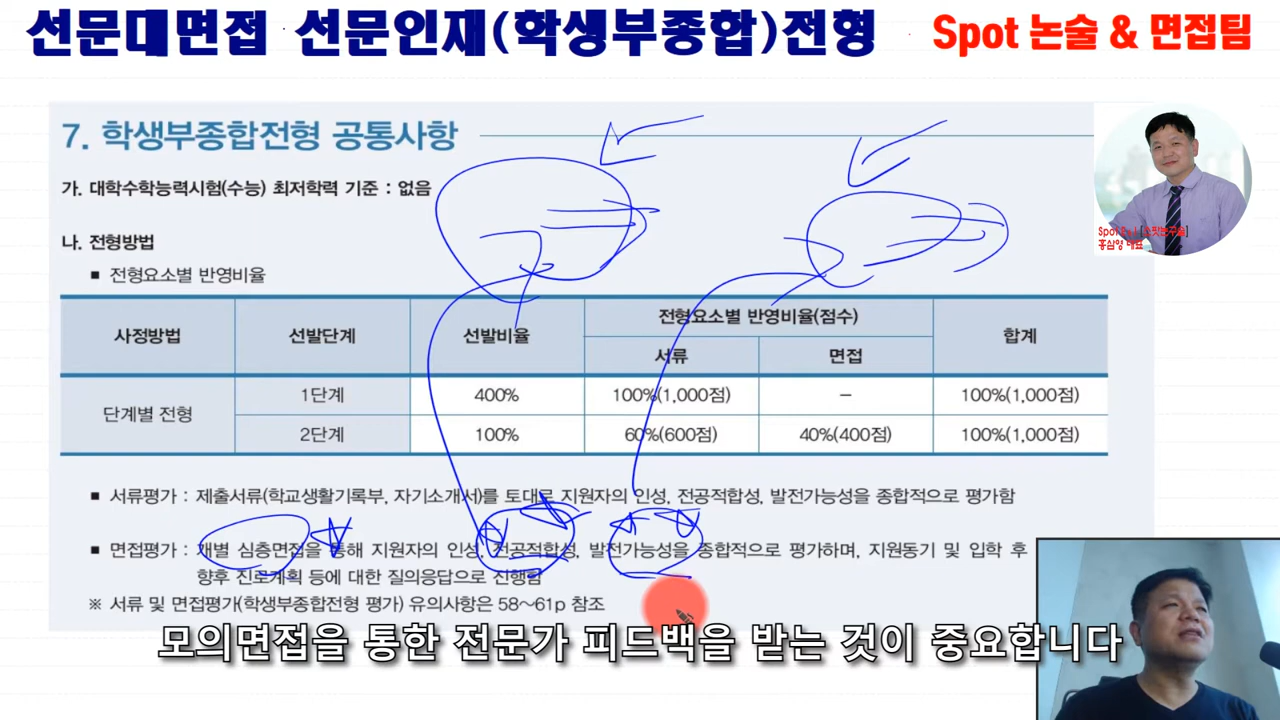 선문대면접 선문인재(학생부종합)전형
Spot 논술 & 면접팀
7. 학생부종합전형 공통사항
가. 대학수학능력시험(수능) 최저학력 기준 : 없음
나. 전형방법
■ 전형요소별 반영비율
사정방법 선발단계 선발비율 전형요소별 반영비율(점수) 합계
서류 면접
단계별 전형 1단계 400% 100%(1,000점) - 100%(1,000점)
2단계 100% 60%(600점) 40%(400점) 100%(1,000점)
■ 서류평가 : 제출서류(학교생활기록부, 자기소개서)를 토대로 지원자의 인성, 전공적합성, 발전가능성을 종합적으로 평가함
■ 면접평가 : 개별 심층면접을 통해 지원자의 인성, 전공적합성, 발전가능성을 종합적으로 평가하며, 지원동기 및 입학 후
향후 진로계획 등에 대한 질의응답으로 진행함
※ 서류 및 면접평가(학생부종합전형 평가) 유의사항은 58~61p 참조
홍삼영 대표
모의면접을 통한 전문가 피드백을 받는 것이 중요합니다